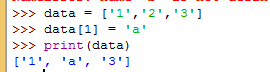 >>> data = ['1','2','3']
>>> data[1] = 'a'
>>> print(data)
['1', 'a', '3']